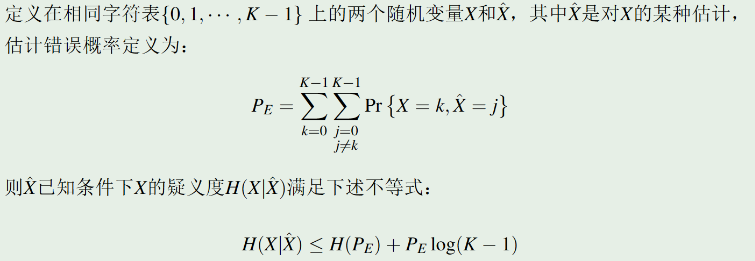 定义在相同字符表{0, 1, ⋯ , K − 1} 上的两个随机变量X和X̂，其中X̂是对X的某种估计，
估计错误概率定义为：
P_E = \sum_{k=0}^{K−1} \sum_{\substack{j=0 \\ j≠k}}^{K−1} Pr {X = k, X̂ = j}
则X̂已知条件下X的疑义度H(X|X̂)满足下述不等式：
H(X|X̂) ≤ H(P_E) + P_E log(K − 1)